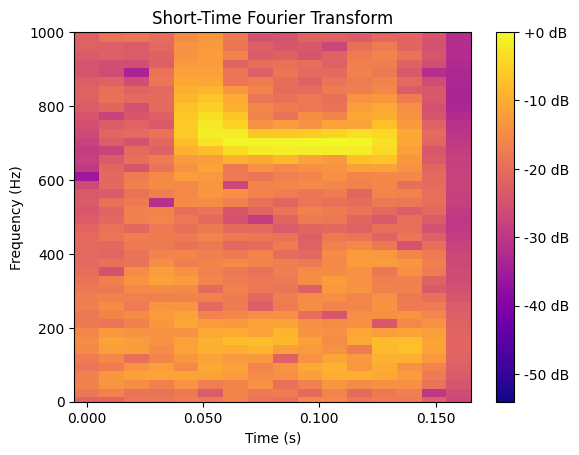 Short-Time Fourier Transform
1000
800
600
400
200
0
Frequency (Hz)
0.000
0.050
0.100
0.150
Time (s)
+0 dB
-10 dB
-20 dB
-30 dB
-40 dB
-50 dB